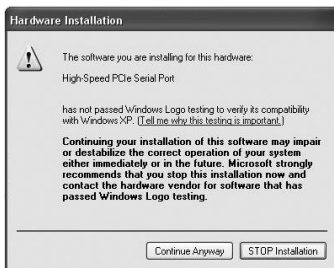 Hardware Installation
The software you are installing for this hardware:
High-Speed PCIe Serial Port
has not passed Windows Logo testing to verify its compatibility
with Windows XP. (Tell me why this testing is important.)
Continuing your installation of this software may impair
or destabilize the correct operation of your system
either immediately or in the future. Microsoft strongly
recommends that you stop this installation now and
contact the hardware vendor for software that has
passed Windows Logo testing.
Continue Anyway STOP Installation